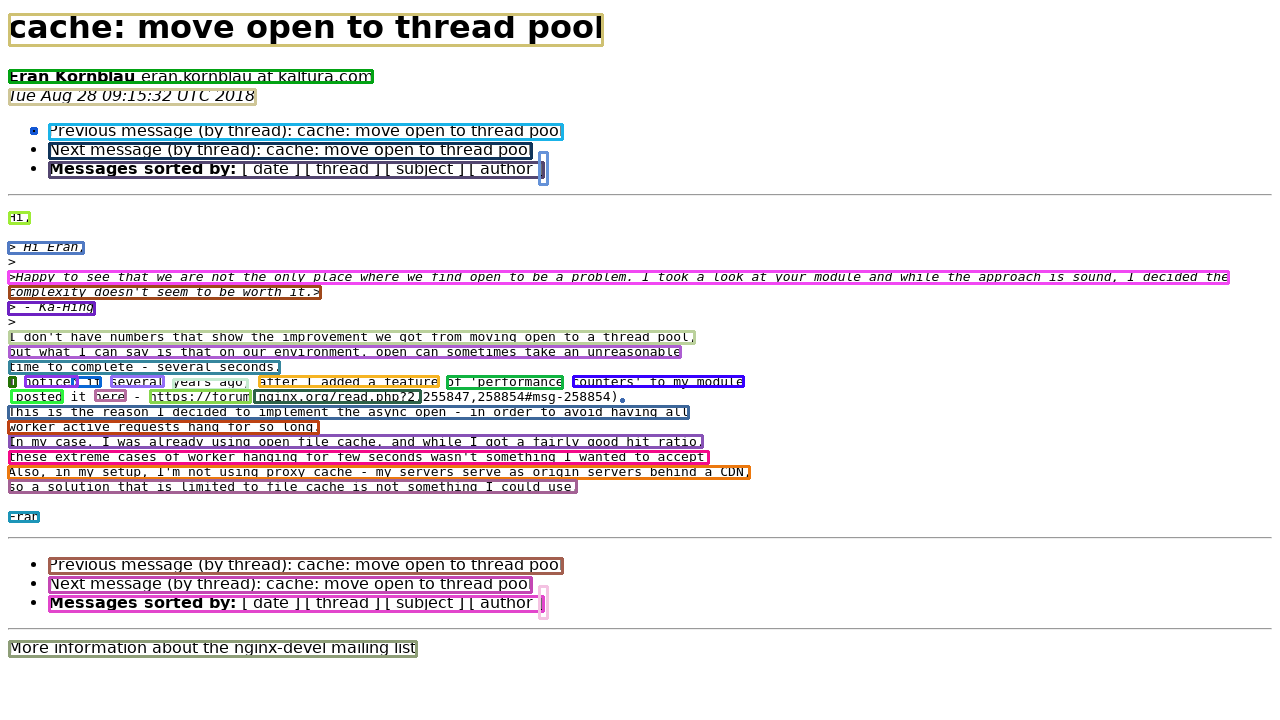 cache: move open to thread pool
Eran Kornblau eran.kornblau at kaltura.com
Tue Aug 28 09:15:32 UTC 2018
• Previous message (by thread): cache: move open to thread pool
• Next message (by thread): cache: move open to thread pool
• Messages sorted by: [ date ] [ thread ] [ subject ] [ author ]
Hi,
> Hi Eran,
>
>Happy to see that we are not the only place where we find open to be a problem. I took a look at your module and while the approach is sound, I decided the
complexity doesn't seem to be worth it.>
> - Ka-Hing
>
I don't have numbers that show the improvement we got from moving open to a thread pool,
but what I can say is that on our environment, open can sometimes take an unreasonable
time to complete - several seconds.
I noticed it several years ago, after I added a feature of 'performance counters' to my module
posted it here - https://forum.nginx.org/read.php?2,255847,258854#msg-258854).
This is the reason I decided to implement the async open - in order to avoid having all
worker active requests hang for so long.
In my case, I was already using open file cache, and while I got a fairly good hit ratio,
these extreme cases of worker hanging for few seconds wasn't something I wanted to accept.
Also, in my setup, I'm not using proxy cache - my servers serve as origin servers behind a CDN,
so a solution that is limited to file cache is not something I could use.
Eran
• Previous message (by thread): cache: move open to thread pool
• Next message (by thread): cache: move open to thread pool
• Messages sorted by: [ date ] [ thread ] [ subject ] [ author ]
More information about the nginx-devel mailing list